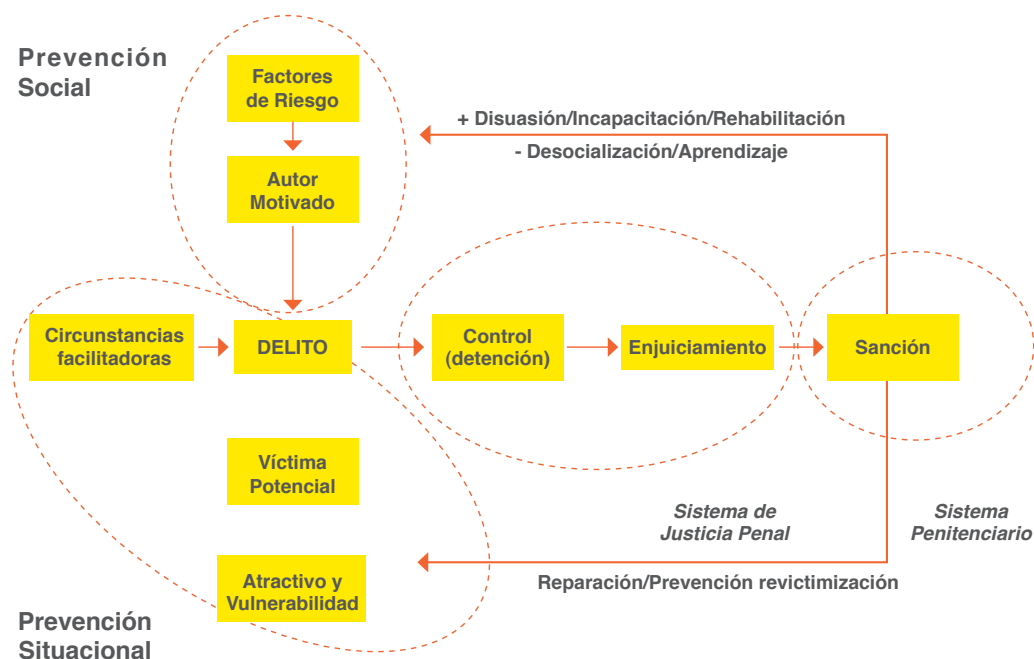 Prevención
Social
Factores
de Riesgo
+ Disuasión/Incapacitación/Rehabilitación
- Desocialización/Aprendizaje
Autor
Motivado
Circunstancias
facilitadoras
DELITO
Control
(detención)
Enjuiciamiento
Sanción
Víctima
Potencial
Sistema de
Justicia Penal
Sistema
Penitenciario
Reparación/Prevención revictimización
Atractivo y
Vulnerabilidad
Prevención
Situacional